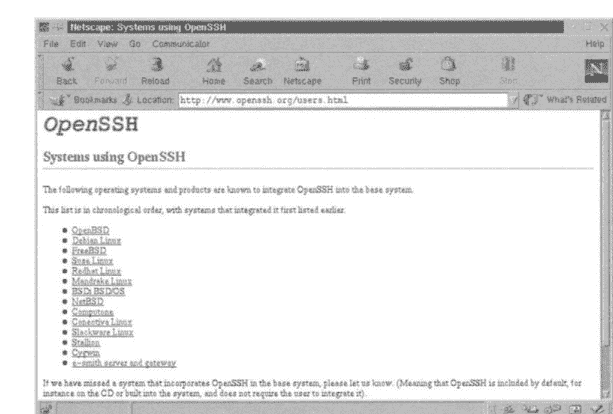 Netscape: Systems using OpenSSH
File Edit View Go Communicator Help
Back Forward Reload Home Search Netscape Print Security Shop Stop
Bookmarks Location: http://www.openssh.org/users.html What's Related
OpenSSH
Systems using OpenSSH
The following operating systems and products are known to integrate OpenSSH into the base system.
This list is in chronological order, with systems that integrated it first listed earlier.
OpenBSD
Debian Linux
FreeBSD
Suse Linux
Redhat Linux
Mandrake Linux
BSDi BSD/OS
NetBSD
Computone
Conectiva Linux
Slackware Linux
Stallion
Cygwin
e-smith server and gateway
If we have missed a system that incorporates OpenSSH in the base system, please let us know. (Meaning that OpenSSH is included by default, for
instance on the CD or built into the system, and does not require the user to integrate it).